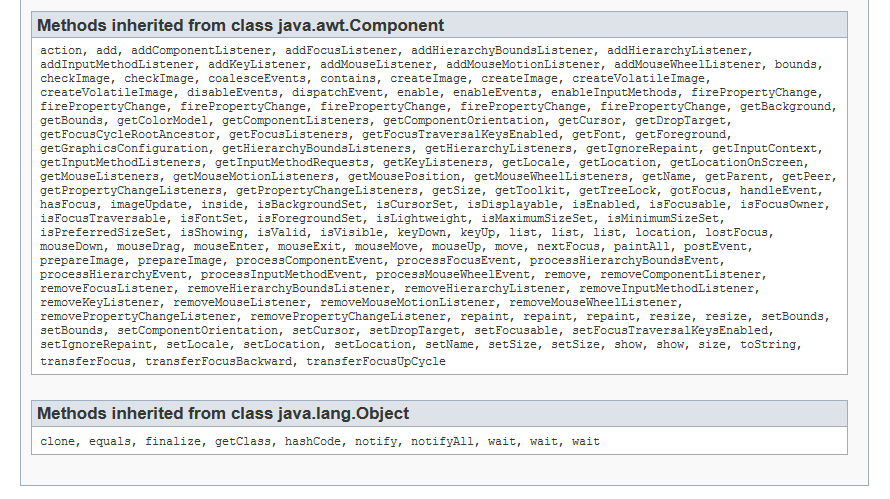 Methods inherited from class java.awt.Component
action, add, addComponentListener, addFocusListener, addHierarchyBoundsListener, addHierarchyListener,
addInputMethodListener, addKeyListener, addMouseListener, addMouseMotionListener, addMouseWheelListener, bounds,
checkImage, checkImage, coalesceEvents, contains, createImage, createImage, createVolatileImage,
createVolatileImage, disableEvents, dispatchEvent, enable, enableEvents, enableInputMethods, firePropertyChange,
firePropertyChange, firePropertyChange, firePropertyChange, firePropertyChange, firePropertyChange, getBackground,
getBounds, getColorModel, getComponentListeners, getComponentOrientation, getCursor, getDropTarget,
getFocusCycleRootAncestor, getFocusListeners, getFocusTraversalKeysEnabled, getFont, getForeground,
getGraphicsConfiguration, getHierarchyBoundsListeners, getHierarchyListeners, getIgnoreRepaint, getInputContext,
getInputMethodListeners, getInputMethodRequests, getKeyListeners, getLocale, getLocation, getLocationOnScreen,
getMouseListeners, getMouseMotionListeners, getMousePosition, getMouseWheelListeners, getName, getParent, getPeer,
getPropertyChangeListeners, getPropertyChangeListeners, getSize, getToolkit, getTreeLock, gotFocus, handleEvent,
hasFocus, imageUpdate, inside, isBackgroundSet, isCursorSet, isDisplayable, isEnabled, isFocusable, isFocusOwner,
isFocusTraversable, isFontSet, isForegroundSet, isLightweight, isMaximumSizeSet, isMinimumSizeSet,
isPreferredSizeSet, isShowing, isValid, isVisible, keyDown, keyUp, list, list, list, location, lostFocus,
mouseDown, mouseDrag, mouseEnter, mouseExit, mouseMove, mouseUp, move, nextFocus, paintAll, postEvent,
prepareImage, prepareImage, processComponentEvent, processFocusEvent, processHierarchyBoundsEvent,
processHierarchyEvent, processInputMethodEvent, processMouseWheelEvent, remove, removeComponentListener,
removeFocusListener, removeHierarchyBoundsListener, removeHierarchyListener, removeInputMethodListener,
removeKeyListener, removeMouseListener, removeMouseMotionListener, removeMouseWheelListener,
removePropertyChangeListener, removePropertyChangeListener, repaint, repaint, repaint, resize, resize, setBounds,
setBounds, setComponentOrientation, setCursor, setDropTarget, setFocusable, setFocusTraversalKeysEnabled,
setIgnoreRepaint, setLocale, setLocation, setLocation, setName, setSize, setSize, show, show, size, toString,
transferFocus, transferFocusBackward, transferFocusUpCycle
Methods inherited from class java.lang.Object
clone, equals, finalize, getClass, hashCode, notify, notifyAll, wait, wait, wait